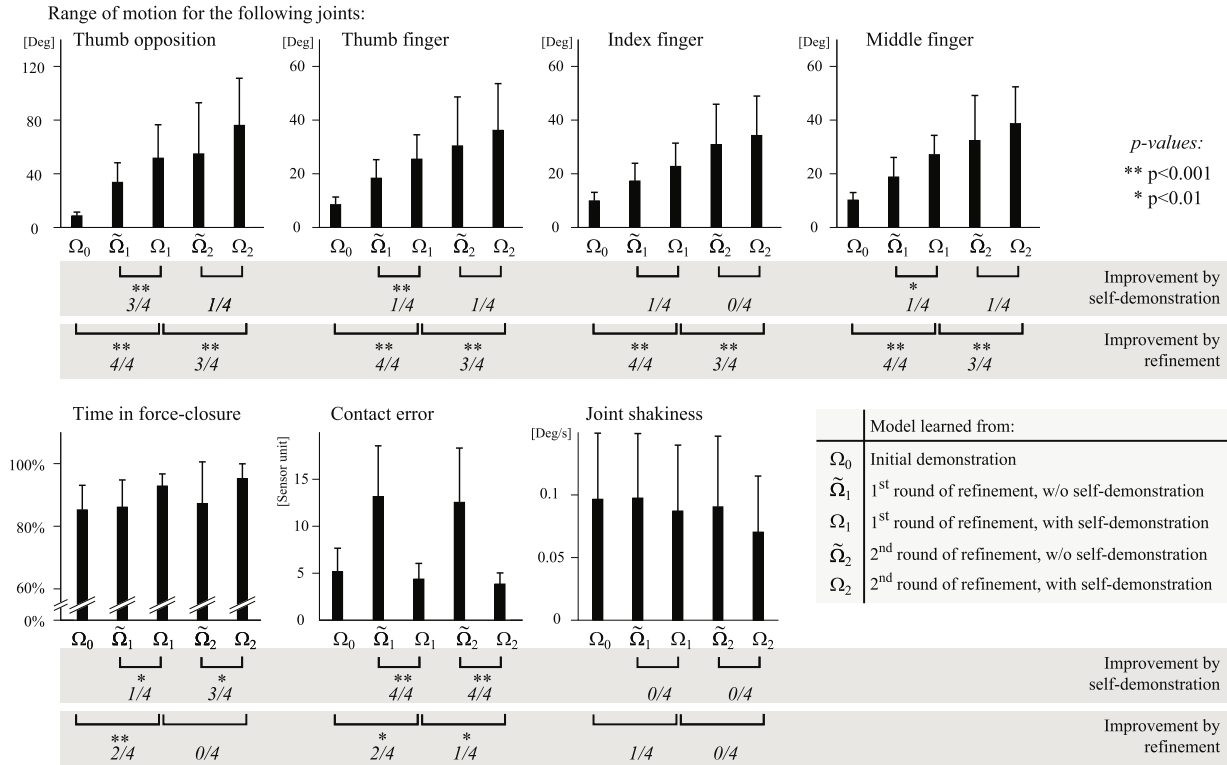 Range of motion for the following joints:
[Deg] Thumb opposition [Deg] Thumb finger [Deg] Index finger [Deg] Middle finger
120 60 60 60
80 40 40 40
40 20 20 20
0 0 0 0
p-values:
** p<0.001
* p<0.01
Ω0 Ω̃1 Ω1 Ω̃2 Ω2 Ω0 Ω̃1 Ω1 Ω̃2 Ω2 Ω0 Ω̃1 Ω1 Ω̃2 Ω2 Ω0 Ω̃1 Ω1 Ω̃2 Ω2
Improvement by
self-demonstration
** ** *
3/4 1/4 1/4 1/4 1/4 0/4 1/4 1/4
Improvement by
refinement
** ** ** ** ** ** ** **
4/4 3/4 4/4 3/4 4/4 3/4 4/4 3/4
Time in force-closure Contact error Joint shakiness
100%
80%
60%
0%
[Sensor unit]
15
10
5
0
[Deg/s]
0.1
0.05
0
Model learned from:
Ω0 Initial demonstration
Ω̃1 1st round of refinement, w/o self-demonstration
Ω1 1st round of refinement, with self-demonstration
Ω̃2 2nd round of refinement, w/o self-demonstration
Ω2 2nd round of refinement, with self-demonstration
Ω0 Ω̃1 Ω1 Ω̃2 Ω2 Ω0 Ω̃1 Ω1 Ω̃2 Ω2 Ω0 Ω̃1 Ω1 Ω̃2 Ω2
Improvement by
self-demonstration
* * ** **
1/4 3/4 4/4 4/4 0/4 0/4
Improvement by
refinement
** * *
2/4 0/4 2/4 1/4 1/4 0/4